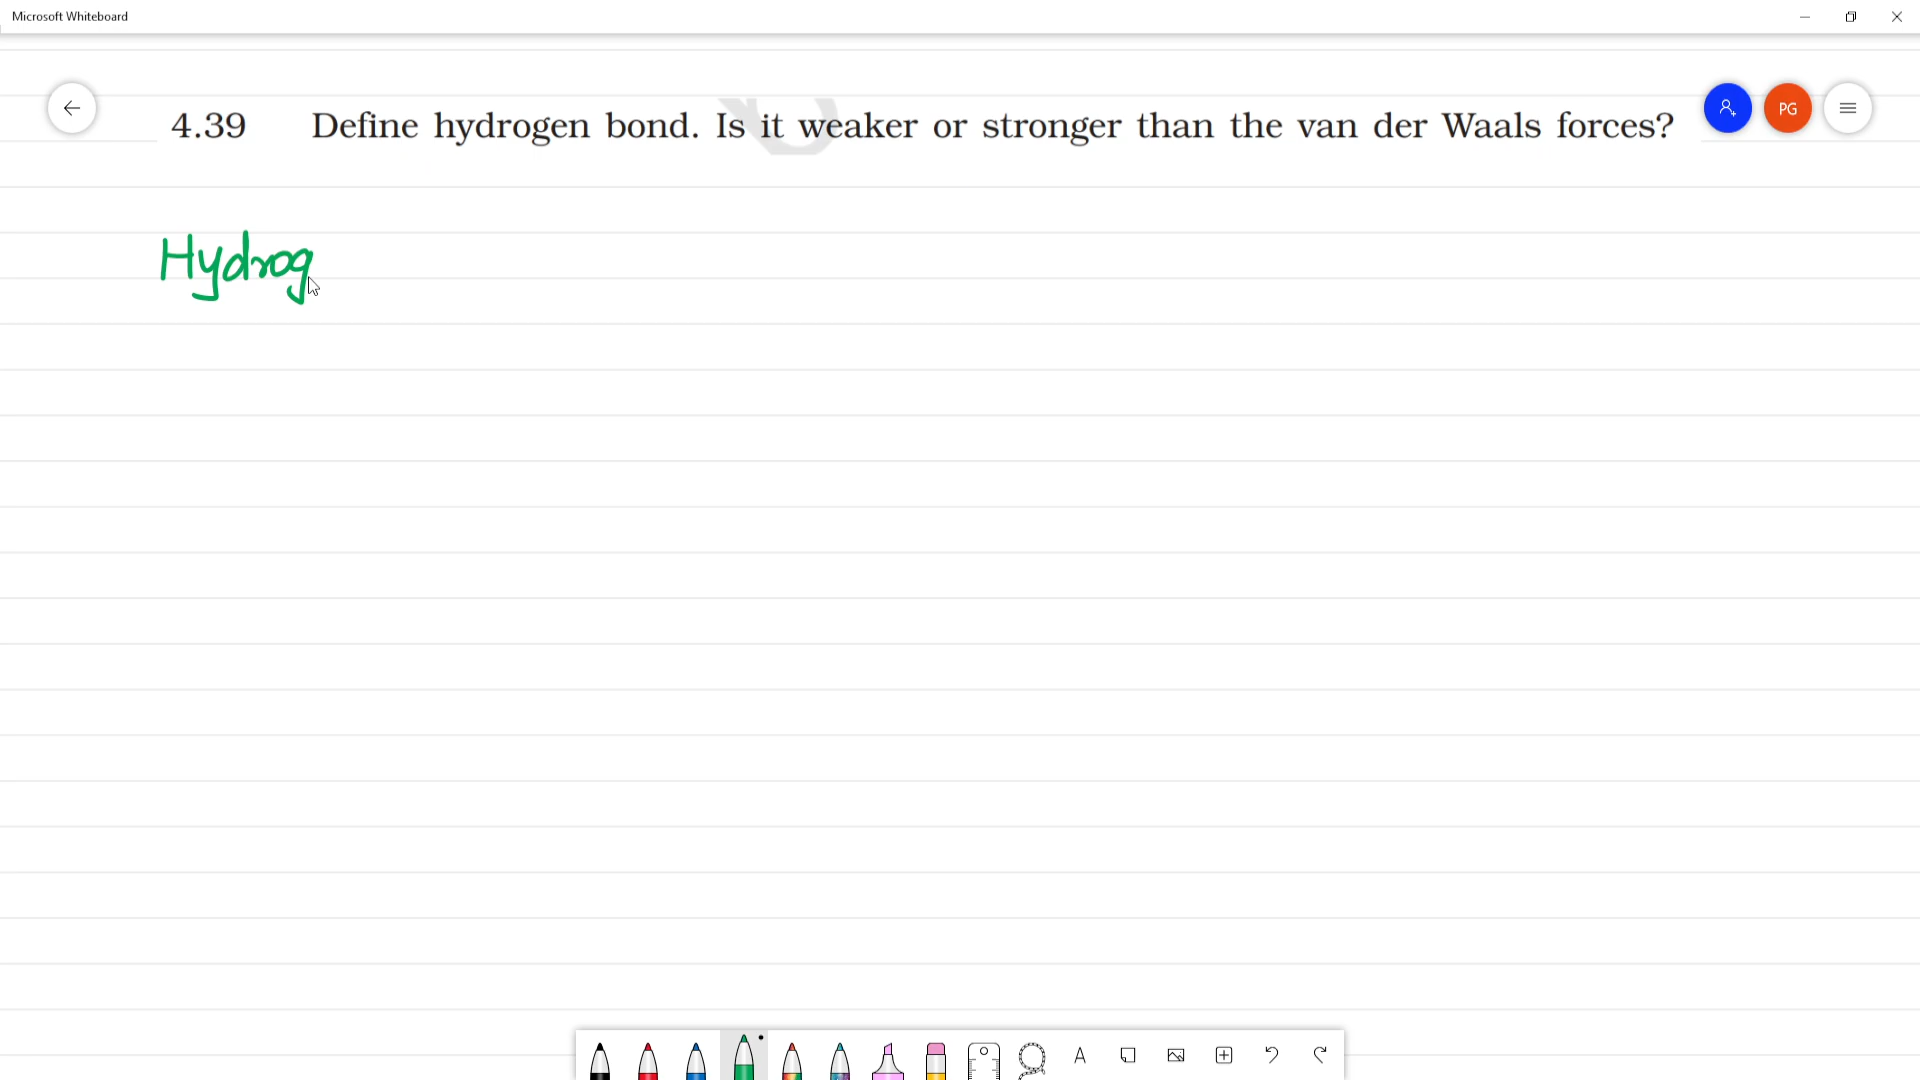 Microsoft Whiteboard
4.39 Define hydrogen bond. Is it weaker or stronger than the van der Waals forces?
PG
Hydrog
A